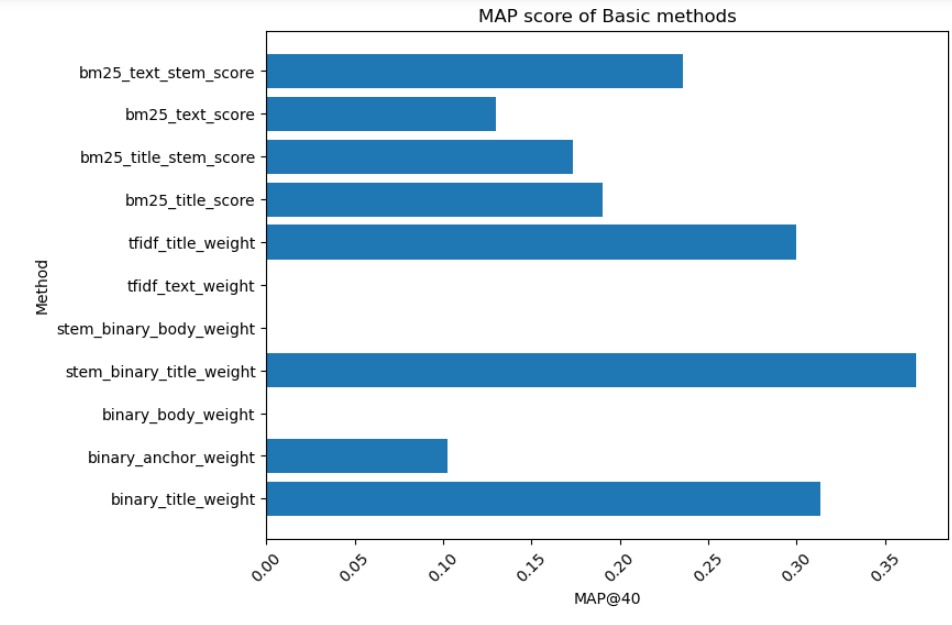 MAP score of Basic methods
bm25_text_stem_score
bm25_text_score
bm25_title_stem_score
bm25_title_score
tfidf_title_weight
tfidf_text_weight
stem_binary_body_weight
stem_binary_title_weight
binary_body_weight
binary_anchor_weight
binary_title_weight
Method
0.00 0.05 0.10 0.15 0.20 0.25 0.30 0.35
MAP@40